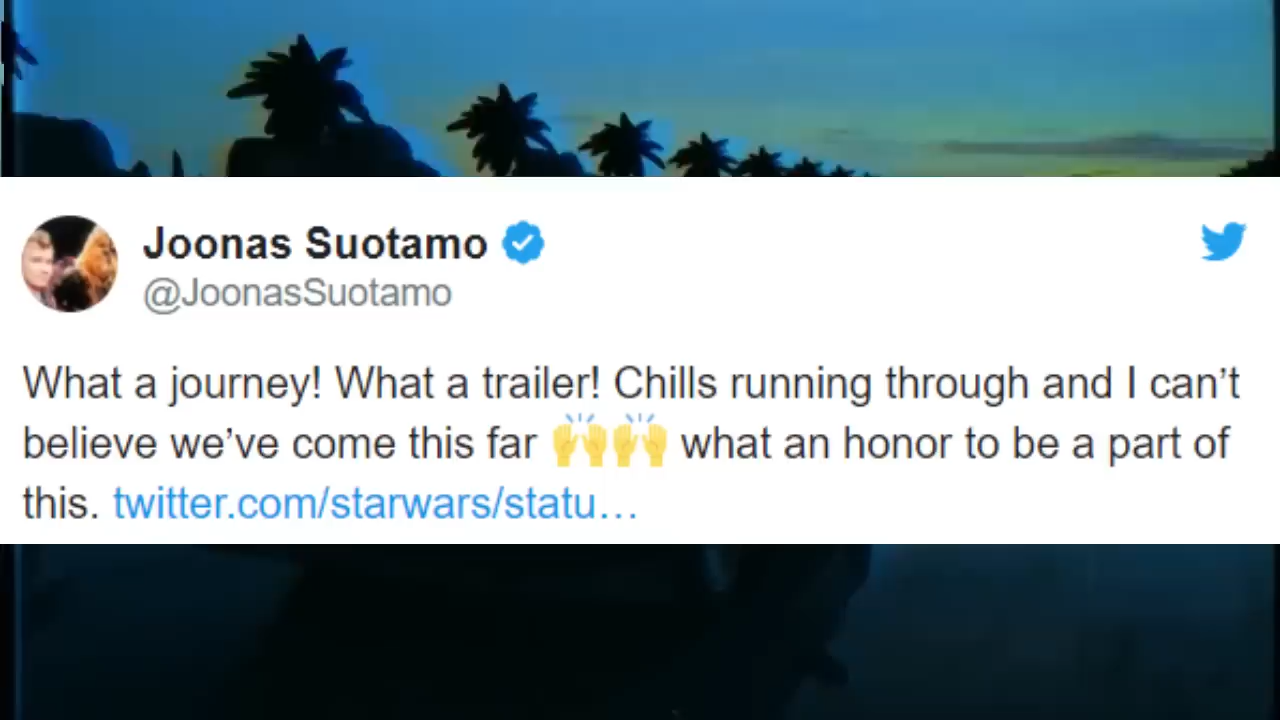 Joonas Suotamo
@JoonasSuotamo
What a journey! What a trailer! Chills running through and I can’t
believe we’ve come this far 🙌🙌 what an honor to be a part of
this. twitter.com/starwars/statu…